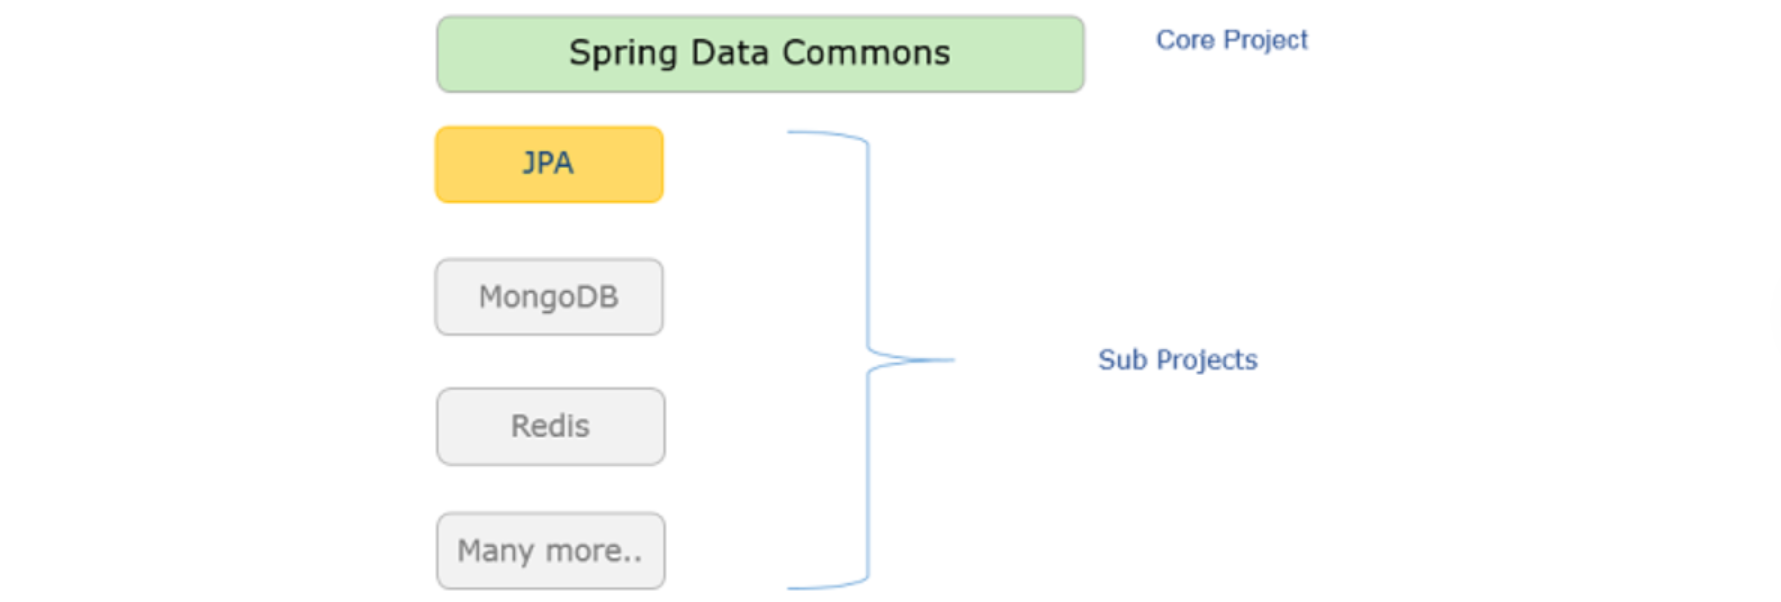 Spring Data Commons
Core Project
JPA
MongoDB
Sub Projects
Redis
Many more..